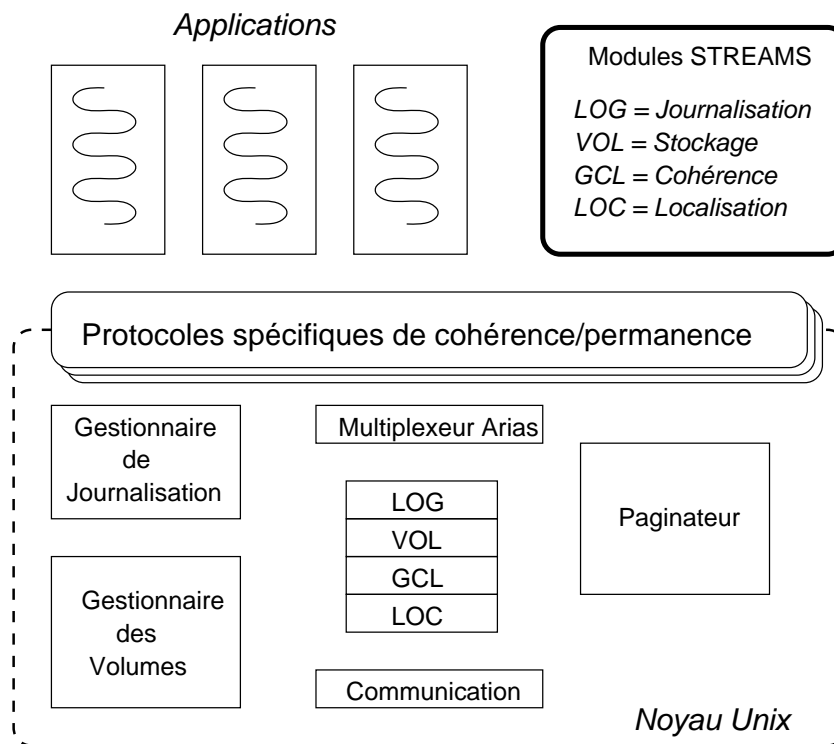 Applications
Modules STREAMS
LOG = Journalisation
VOL = Stockage
GCL = Cohérence
LOC = Localisation
Protocoles spécifiques de cohérence/permanence
Gestionnaire
de
Journalisation
Multiplexeur Arias
LOG
VOL
GCL
LOC
Paginateur
Gestionnaire
des
Volumes
Communication
Noyau Unix